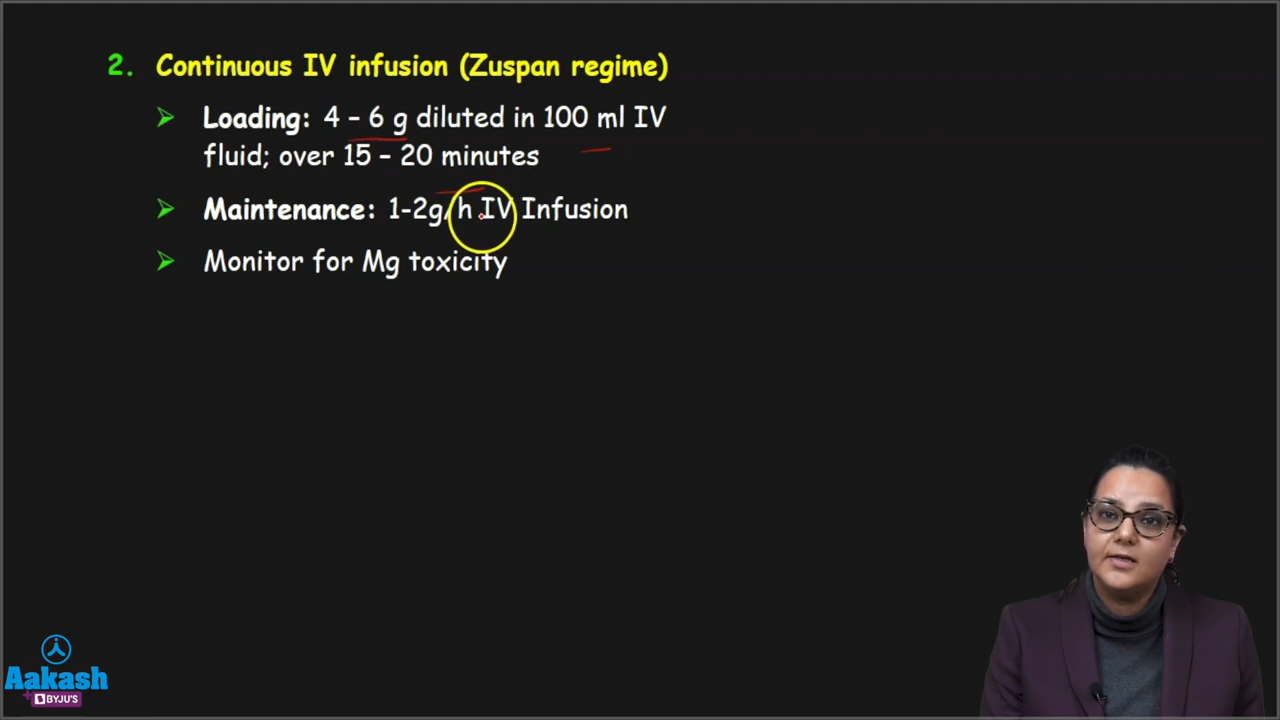 2. Continuous IV infusion (Zuspan regime)
Loading: 4 – 6 g diluted in 100 ml IV
fluid; over 15 – 20 minutes
Maintenance: 1-2g/h IV Infusion
Monitor for Mg toxicity
Aakash
+ BYJU'S